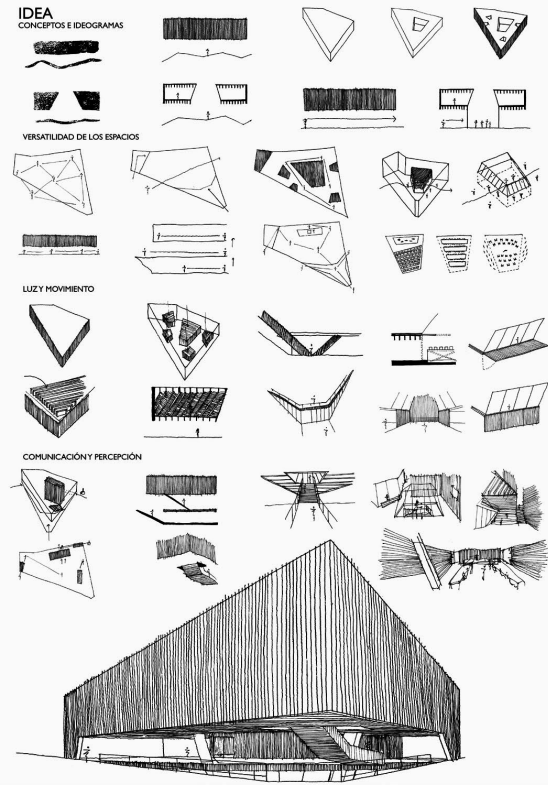 IDEA
CONCEPTOS E IDEOGRAMAS
VERSATILIDAD DE LOS ESPACIOS
LUZ Y MOVIMIENTO
COMUNICACIÓN Y PERCEPCIÓN